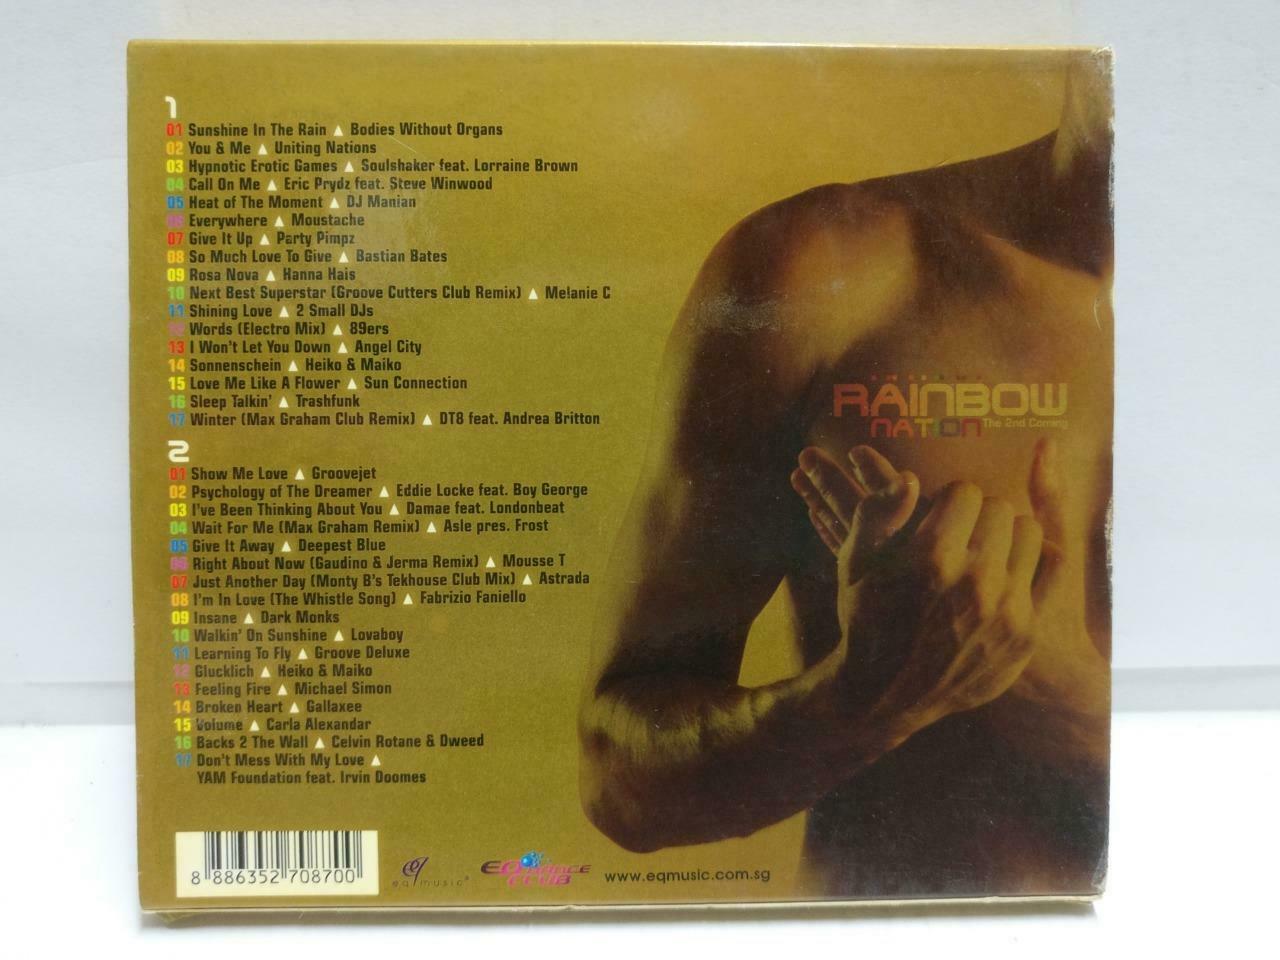 1
01 Sunshine In The Rain ▲ Bodies Without Organs
02 You & Me ▲ Uniting Nations
03 Hypnotic Erotic Games ▲ Soulshaker feat. Lorraine Brown
04 Call On Me ▲ Eric Prydz feat. Steve Winwood
05 Heat of The Moment ▲ DJ Manian
06 Everywhere ▲ Moustache
07 Give It Up ▲ Party Pimpz
08 So Much Love To Give ▲ Bastian Bates
09 Rosa Nova ▲ Hanna Hais
10 Next Best Superstar (Groove Cutters Club Remix) ▲ Melanie C
11 Shining Love ▲ 2 Small DJs
12 Words (Electro Mix) ▲ 89ers
13 I Won't Let You Down ▲ Angel City
14 Sonnenschein ▲ Heiko & Maiko
15 Love Me Like A Flower ▲ Sun Connection
16 Sleep Talkin' ▲ Trashfunk
17 Winter (Max Graham Club Remix) ▲ DT8 feat. Andrea Britton
2
01 Show Me Love ▲ Groovejet
02 Psychology of The Dreamer ▲ Eddie Locke feat. Boy George
03 I've Been Thinking About You ▲ Damae feat. Londonbeat
04 Wait For Me (Max Graham Remix) ▲ Asle pres. Frost
05 Give It Away ▲ Deepest Blue
06 Right About Now (Gaudino & Jerma Remix) ▲ Mousse T
07 Just Another Day (Monty B's Tekhouse Club Mix) ▲ Astrada
08 I'm In Love (The Whistle Song) ▲ Fabrizio Faniello
09 Insane ▲ Dark Monks
10 Walkin' On Sunshine ▲ Lovaboy
11 Learning To Fly ▲ Groove Deluxe
12 Glucklich ▲ Heiko & Maiko
13 Feeling Fire ▲ Michael Simon
14 Broken Heart ▲ Gallaxee
15 Volume ▲ Carla Alexandar
16 Backs 2 The Wall ▲ Celvin Rotane & Dweed
17 Don't Mess With My Love ▲
YAM Foundation feat. Irvin Doomes
RAINBOW
NATION The 2nd Coming
8 886352 708700
eq music
EQ DANCE
CLUB
www.eqmusic.com.sg